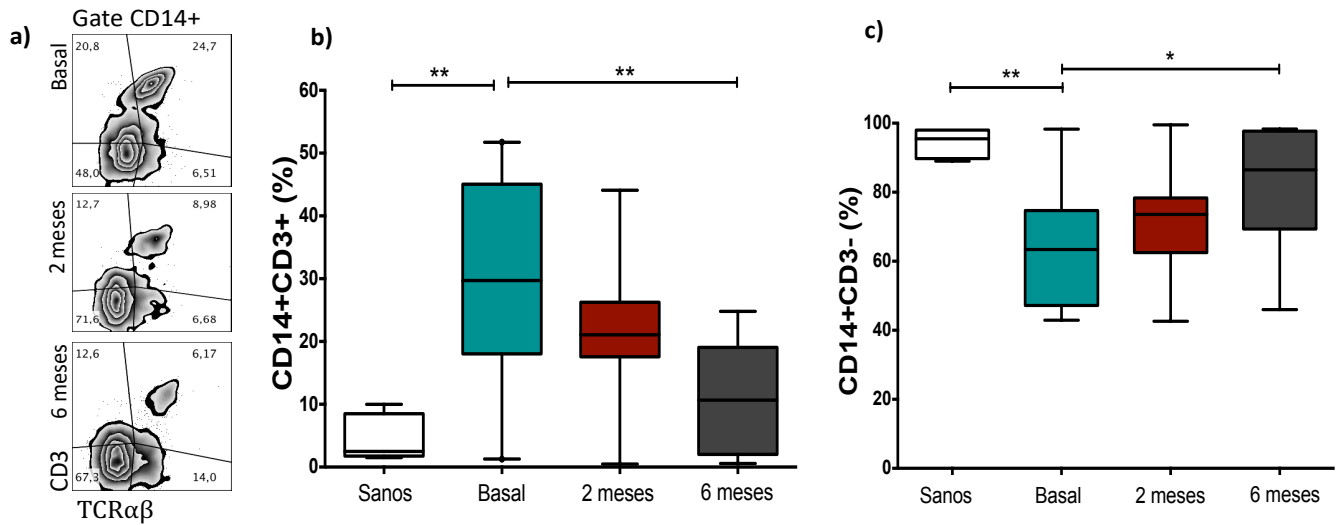 a)
Gate CD14+
Basal
20,8 24,7
48,0 6,51
2 meses
12,7 8,98
71,6 6,68
6 meses
12,6 6,17
67,3 14,0
CD3
TCRαβ
b)
** **
CD14+CD3+ (%)
60
50
40
30
20
10
0
Sanos Basal 2 meses 6 meses
c)
** *
CD14+CD3- (%)
100
80
60
40
20
0
Sanos Basal 2 meses 6 meses